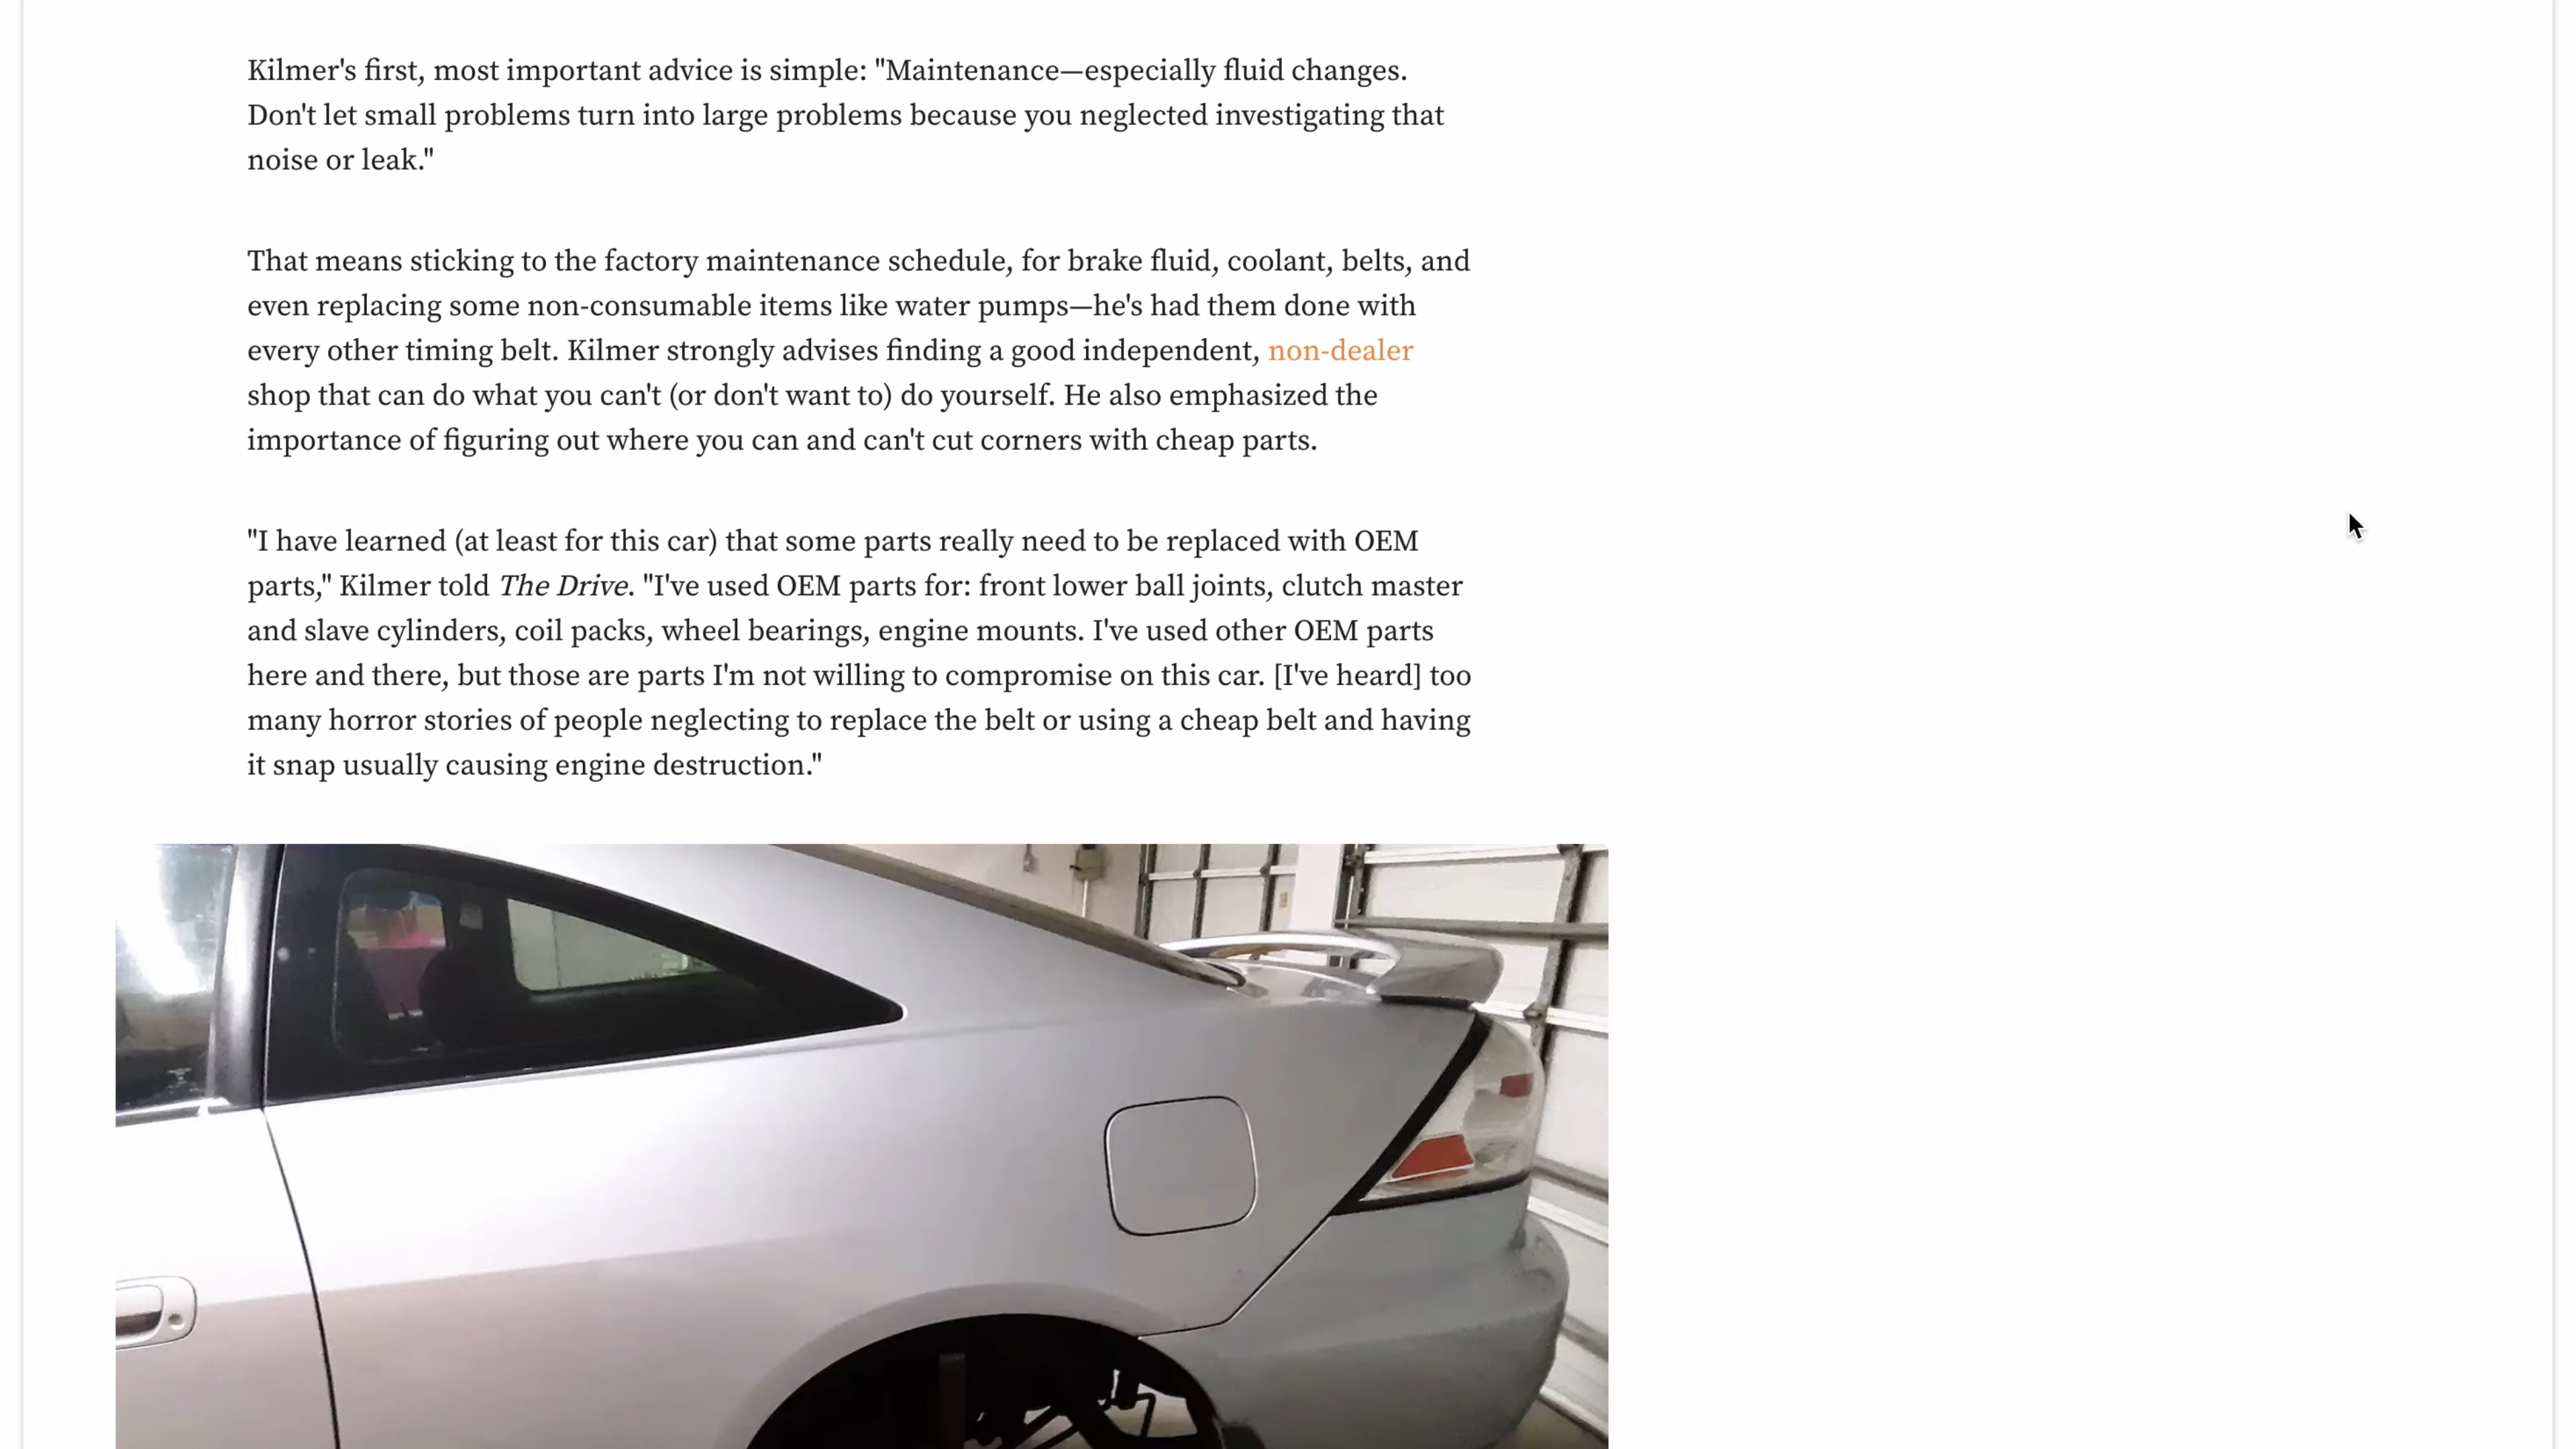 Kilmer's first, most important advice is simple: "Maintenance—especially fluid changes.
Don't let small problems turn into large problems because you neglected investigating that
noise or leak."
That means sticking to the factory maintenance schedule, for brake fluid, coolant, belts, and
even replacing some non-consumable items like water pumps—he's had them done with
every other timing belt. Kilmer strongly advises finding a good independent, non-dealer
shop that can do what you can't (or don't want to) do yourself. He also emphasized the
importance of figuring out where you can and can't cut corners with cheap parts.
"I have learned (at least for this car) that some parts really need to be replaced with OEM
parts," Kilmer told The Drive. "I've used OEM parts for: front lower ball joints, clutch master
and slave cylinders, coil packs, wheel bearings, engine mounts. I've used other OEM parts
here and there, but those are parts I'm not willing to compromise on this car. [I've heard] too
many horror stories of people neglecting to replace the belt or using a cheap belt and having
it snap usually causing engine destruction."